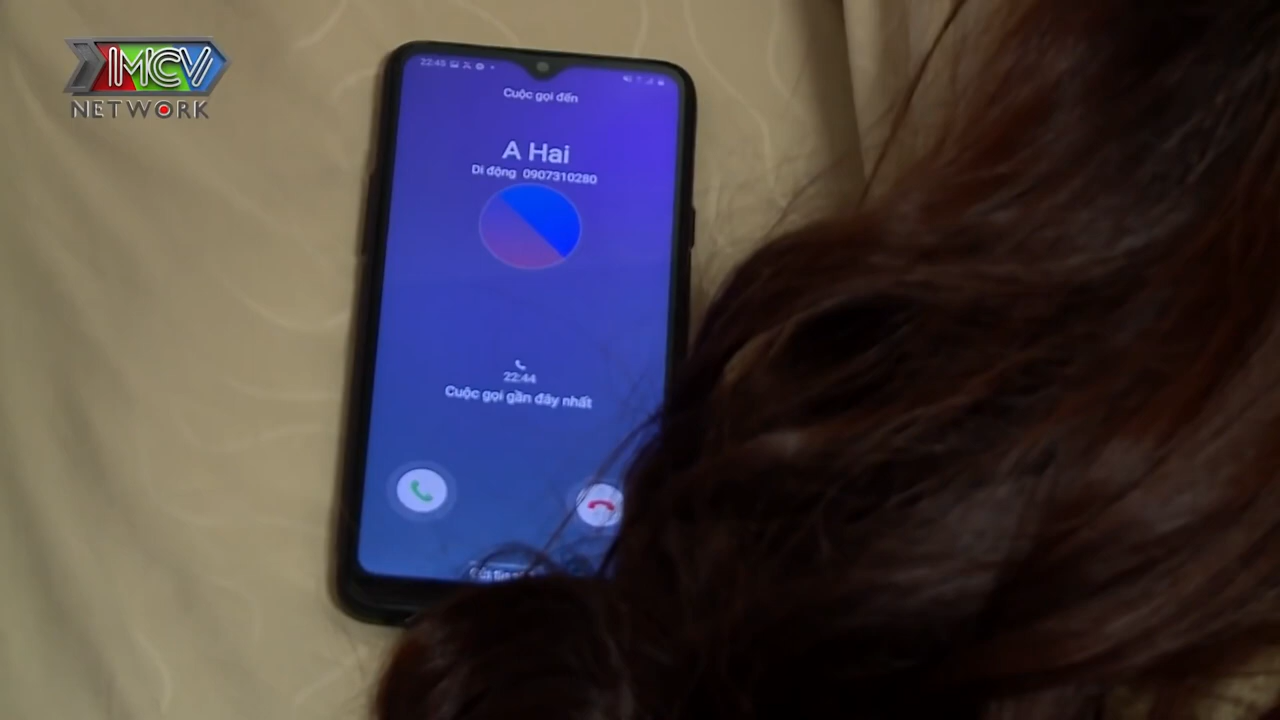 MCV
NETWORK
22:45
Cuộc gọi đến
A Hai
Di động 0907310280
22:44
Cuộc gọi gần đây nhất